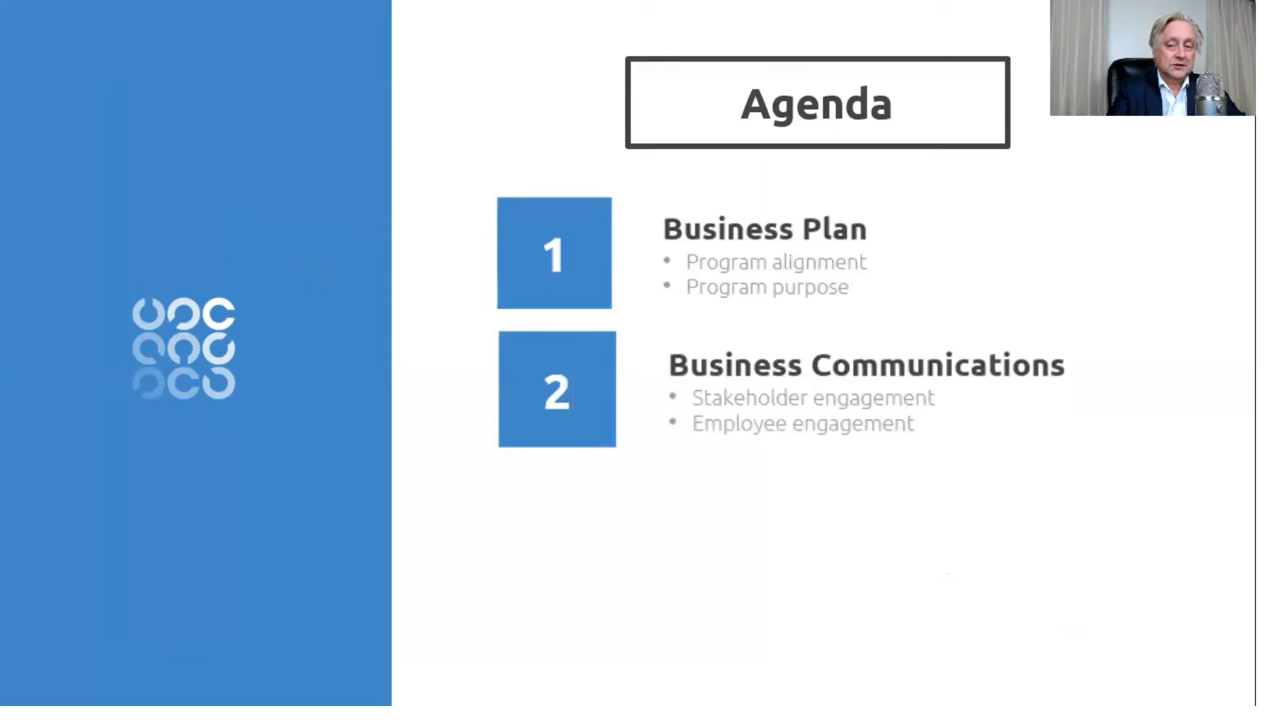 Agenda
1
Business Plan
• Program alignment
• Program purpose
2
Business Communications
• Stakeholder engagement
• Employee engagement